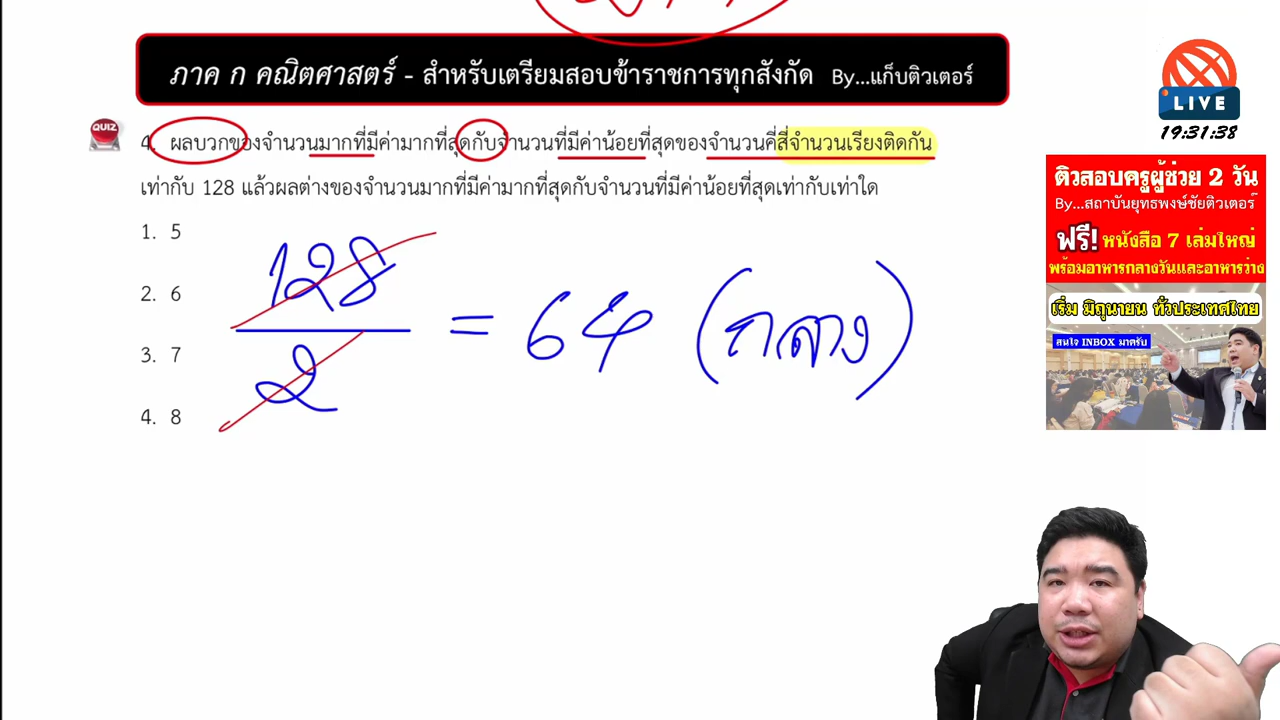 ภาค ก คณิตศาสตร์ - สำหรับเตรียมสอบข้าราชการทุกสังกัด By...แก็บติวเตอร์
LIVE
19:31:38
QUIZ
4. ผลบวกของจำนวนมากที่มีค่ามากที่สุดกับจำนวนที่มีค่าน้อยที่สุดของจำนวนคี่สี่จำนวนเรียงติดกัน
เท่ากับ 128 แล้วผลต่างของจำนวนมากที่มีค่ามากที่สุดกับจำนวนที่มีค่าน้อยที่สุดเท่ากับเท่าใด
1. 5
2. 6
3. 7
4. 8
128
2
= 64 (กลาง)
ติวสอบครูผู้ช่วย 2 วัน
By...สถาบันยุทธพงษ์ชัยติวเตอร์
ฟรี! หนังสือ 7 เล่มใหญ่
พร้อมอาหารกลางวันและอาหารว่าง
เริ่ม มิถุนายน ทั่วประเทศไทย
สนใจ INBOX มาครับ